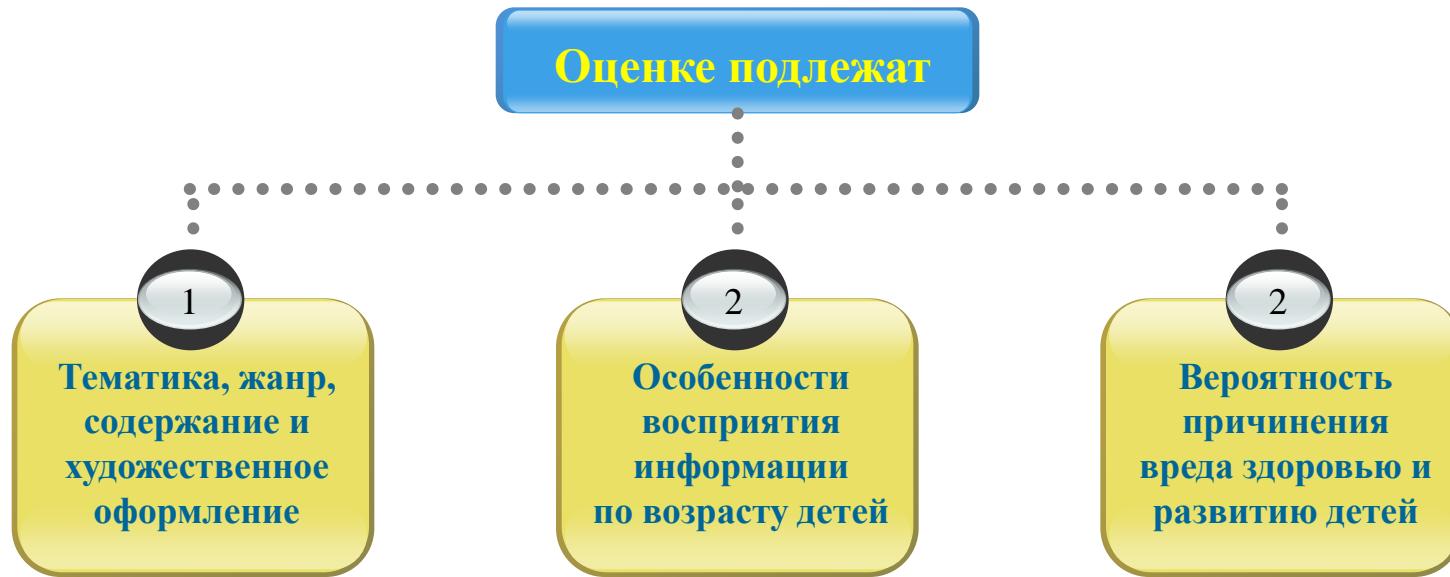 Оценке подлежат
1
Тематика, жанр,
содержание и
художественное
оформление
2
Особенности
восприятия
информации
по возрасту детей
2
Вероятность
причинения
вреда здоровью и
развитию детей